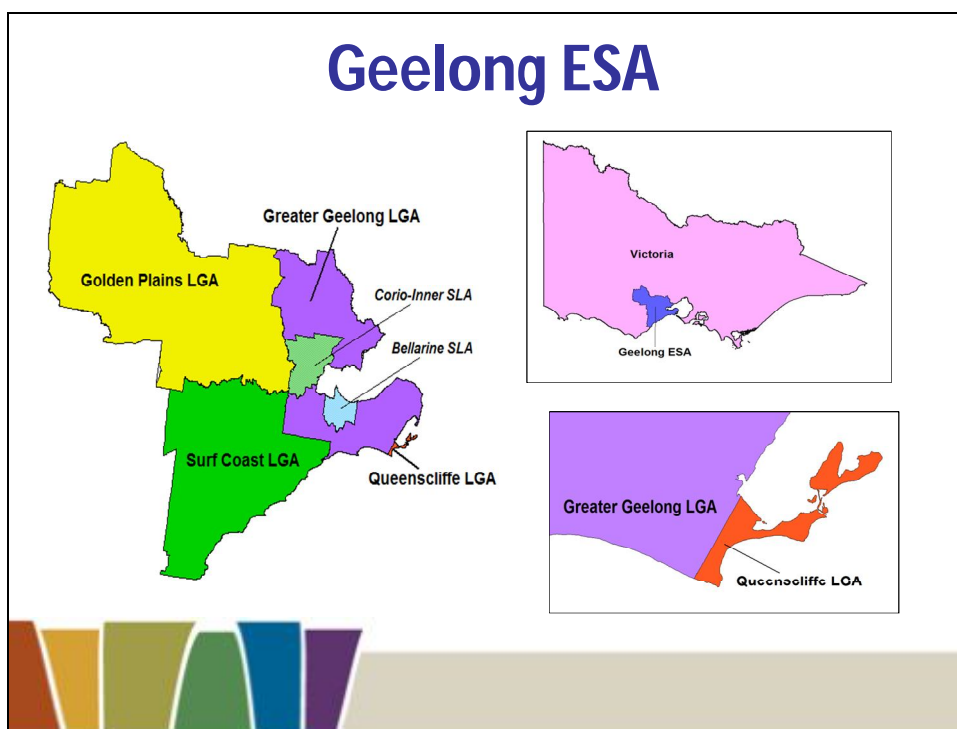 Geelong ESA
Greater Geelong LGA
Golden Plains LGA
Corio-Inner SLA
Bellarine SLA
Surf Coast LGA
Queenscliffe LGA
Victoria
Geelong ESA
Greater Geelong LGA
Queenscliffe LGA